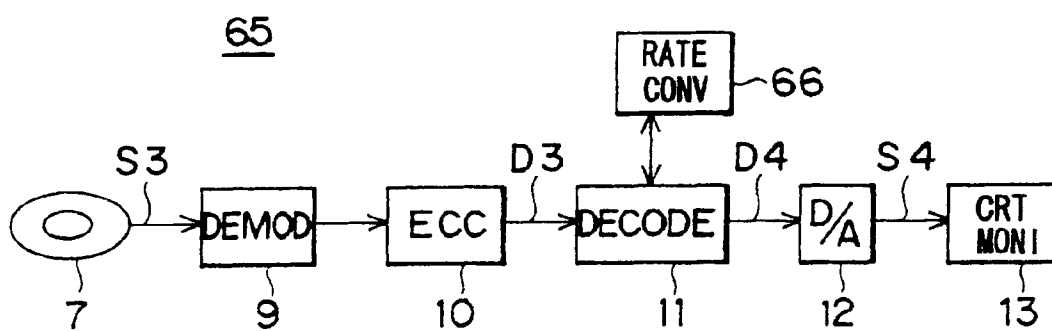 65
RATE
CONV
66
S3
D3
D4
S4
DEMOD
ECC
DECODE
D/A
CRT
MONI
7
9
10
11
12
13